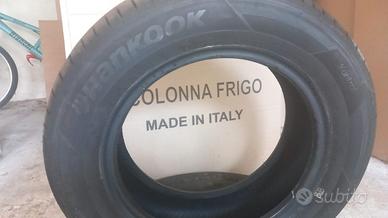 HANKOOK
COLONNA FRIGO
MADE IN ITALY
subito